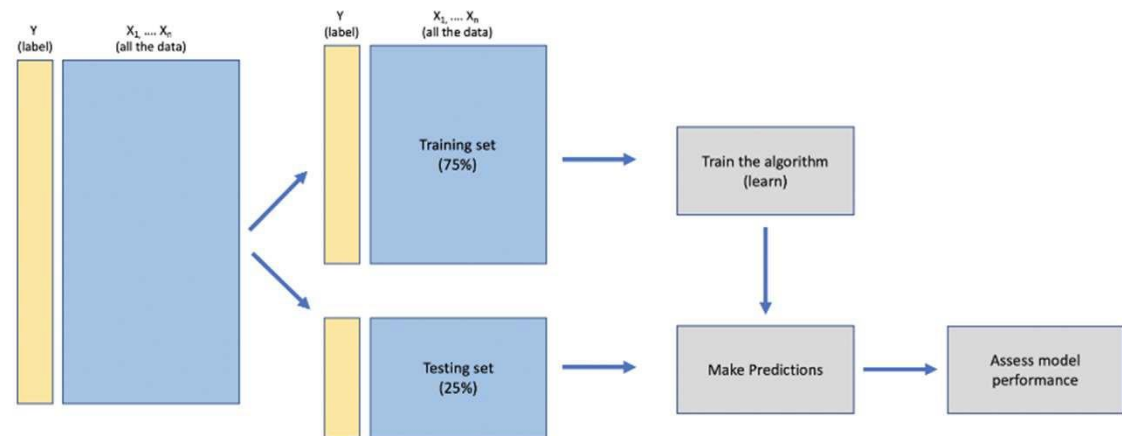 Y
(label)
X₁, .... Xₙ
(all the data)
Y
(label)
X₁, .... Xₙ
(all the data)
Training set
(75%)
Train the algorithm
(learn)
Testing set
(25%)
Make Predictions
Assess model
performance